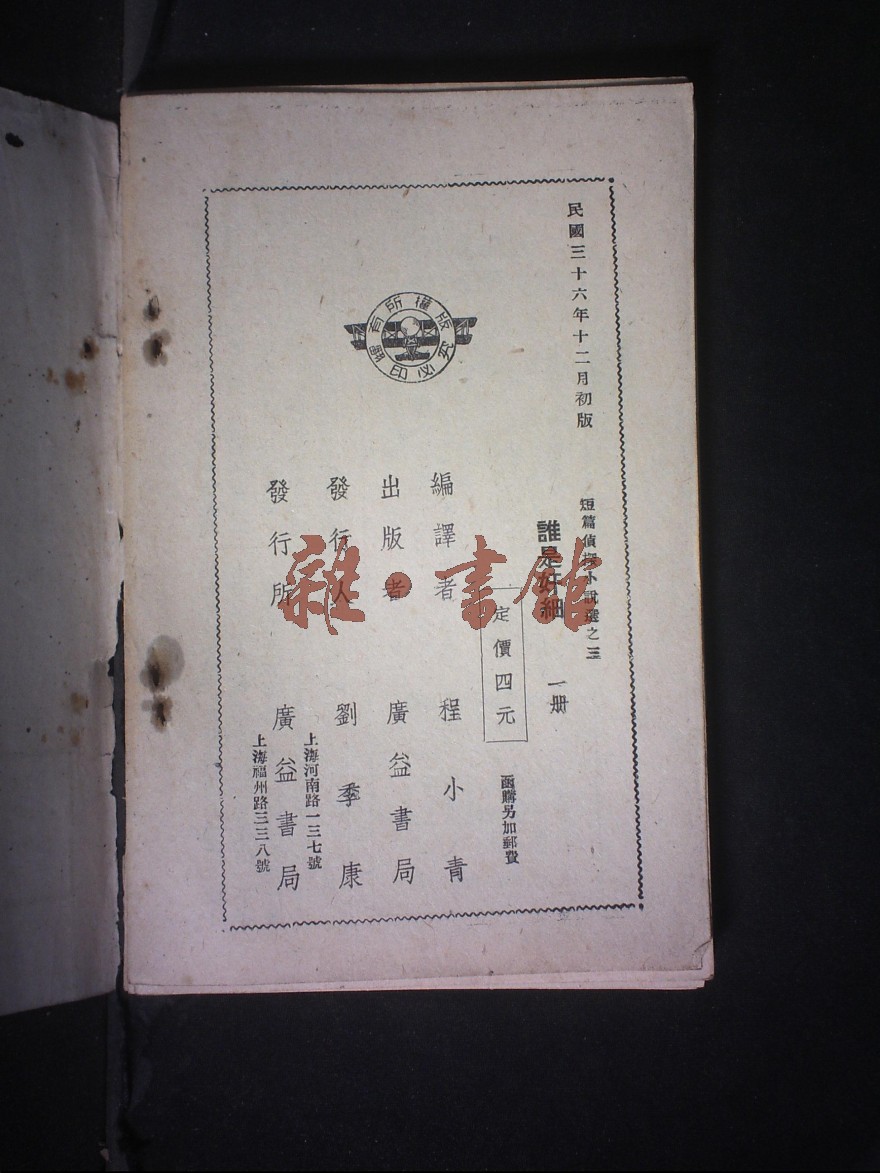 民國三十六年十二月初版
短篇偵探小說選之三
誰是奸細 一册
定價四元
函購另加郵費
版權所有
翻印必究
編譯者 程小青
出版者 廣益書局
發行人 劉季康
上海河南路一三七號
發行所 廣益書局
上海福州路三三八號
雜·書館